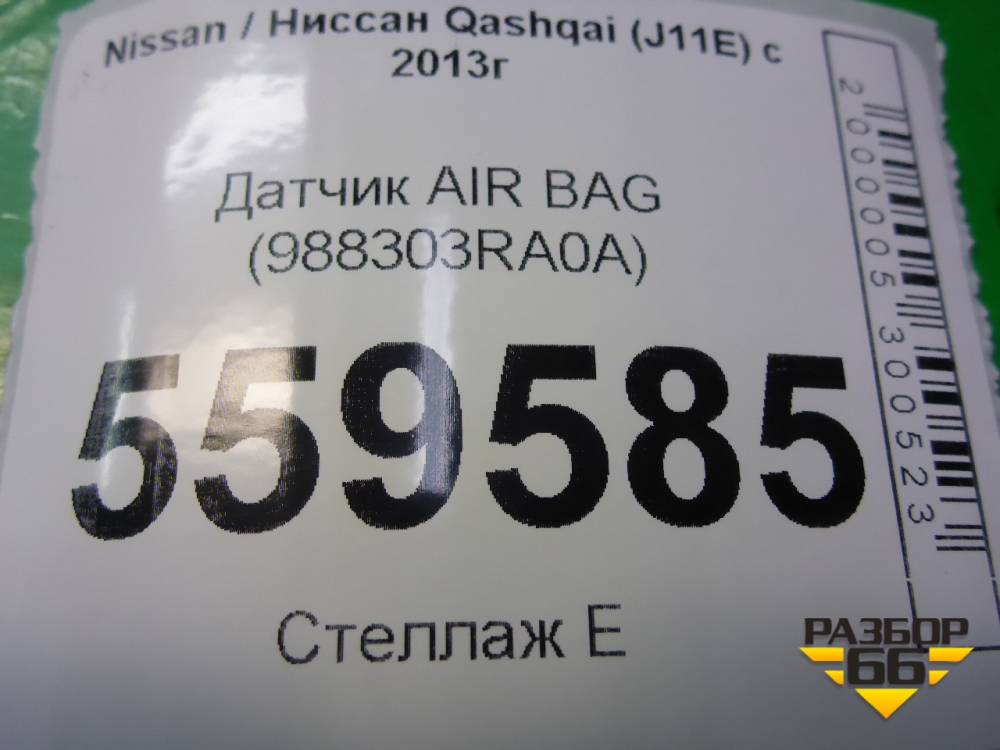 Nissan / Ниссан Qashqai (J11E) с
2013г
Датчик AIR BAG
(988303RA0A)
559585
Стеллаж Е
2000005300523
РАЗБОР
66